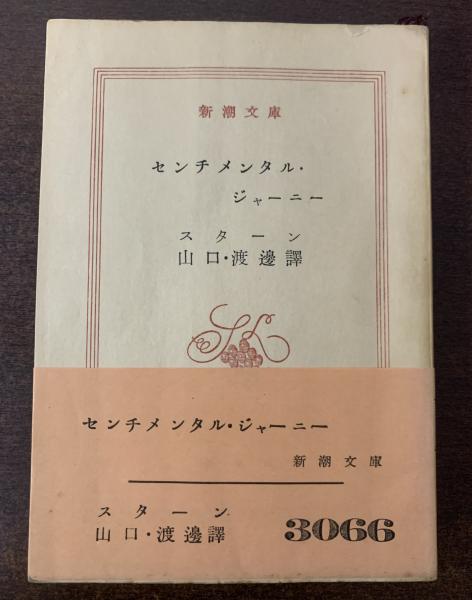 新潮文庫
センチメンタル・
ジャーニー
スターン
山口・渡邊譯
センチメンタル・ジャーニー
新潮文庫
スターン
山口・渡邊譯
3066